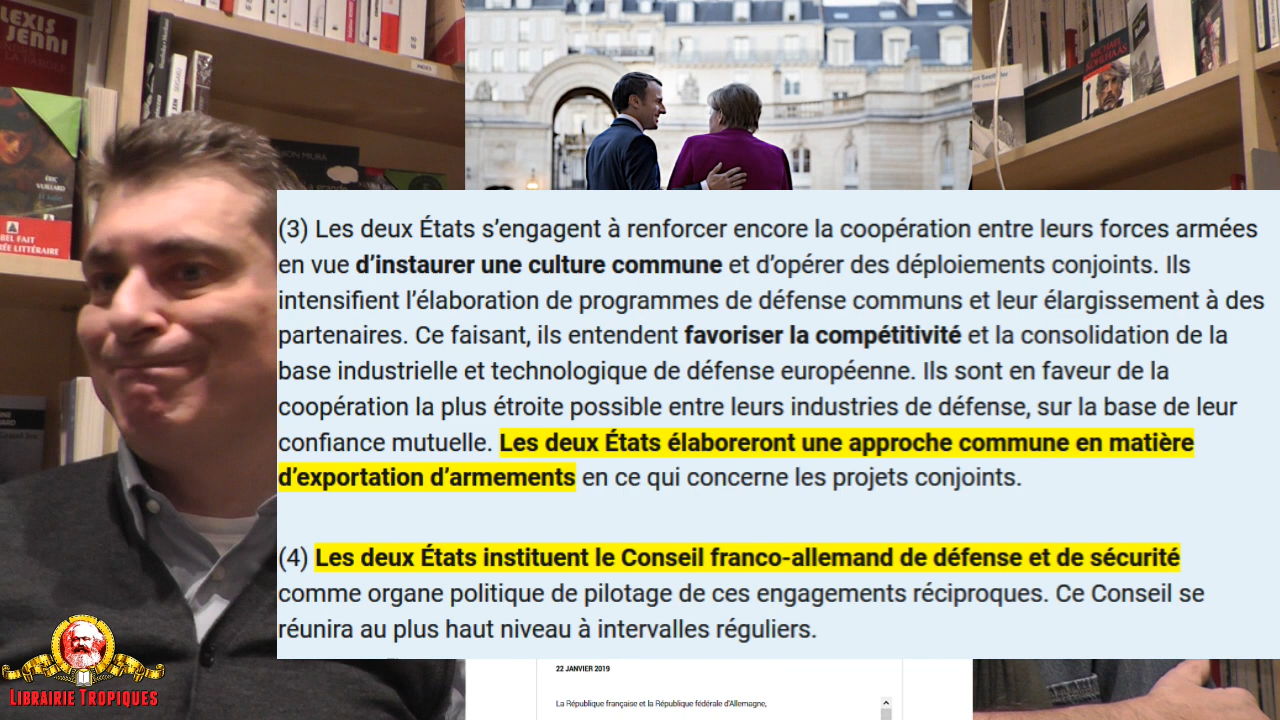 LEXIS
JENNI
INDEX
ÉRIC
VUILLARD
(3) Les deux États s’engagent à renforcer encore la coopération entre leurs forces armées
en vue d’instaurer une culture commune et d’opérer des déploiements conjoints. Ils
intensifient l’élaboration de programmes de défense communs et leur élargissement à des
partenaires. Ce faisant, ils entendent favoriser la compétitivité et la consolidation de la
base industrielle et technologique de défense européenne. Ils sont en faveur de la
coopération la plus étroite possible entre leurs industries de défense, sur la base de leur
confiance mutuelle. Les deux États élaboreront une approche commune en matière
d’exportation d’armements en ce qui concerne les projets conjoints.
(4) Les deux États instituent le Conseil franco-allemand de défense et de sécurité
comme organe politique de pilotage de ces engagements réciproques. Ce Conseil se
réunira au plus haut niveau à intervalles réguliers.
LIBRAIRIE TROPIQUES
22 JANVIER 2019
La République française et la République fédérale d’Allemagne,